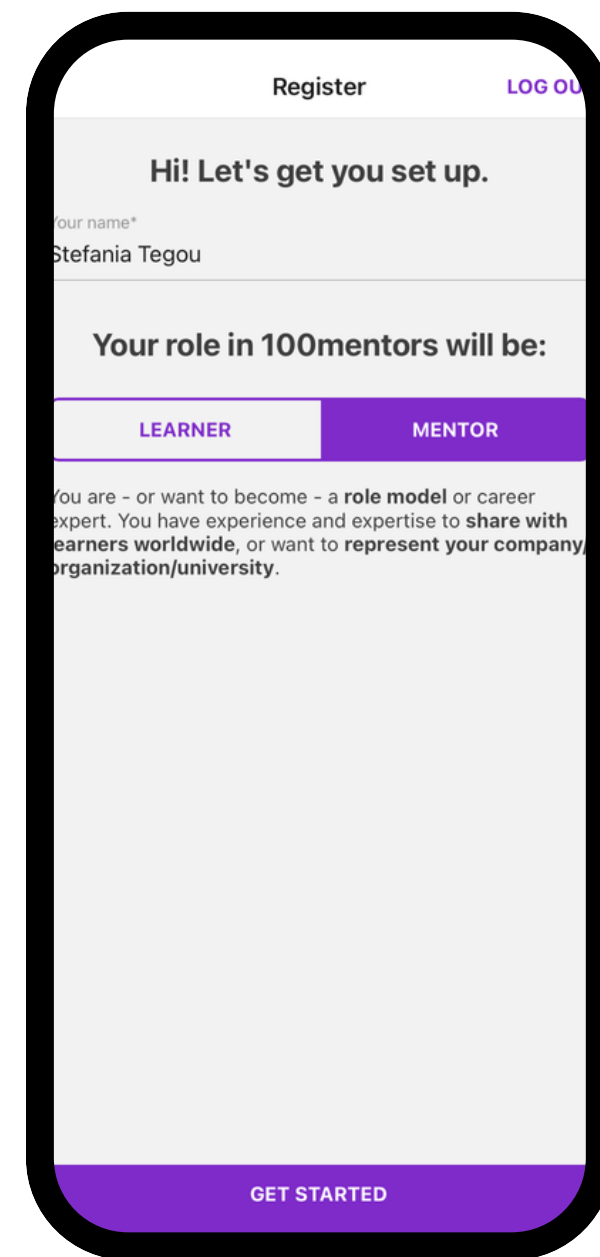 Register
LOG OU
Hi! Let's get you set up.
Your name*
Stefania Tegou
Your role in 100mentors will be:
LEARNER
MENTOR
You are - or want to become - a role model or career
expert. You have experience and expertise to share with
learners worldwide, or want to represent your company/
organization/university.
GET STARTED